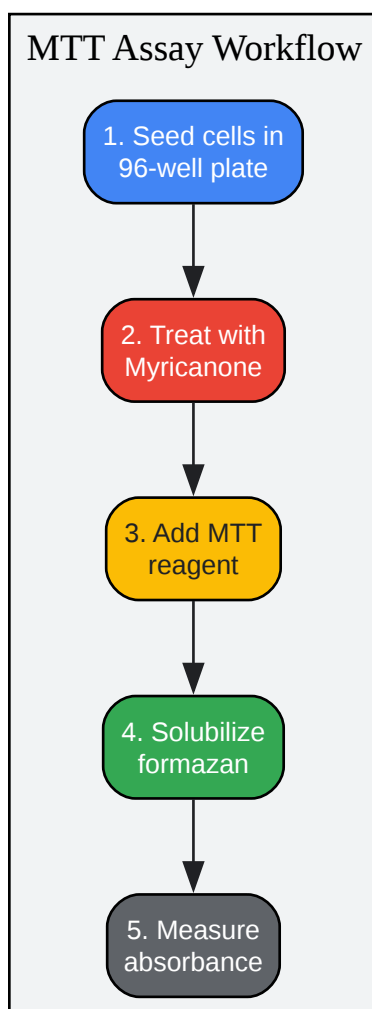 MTT Assay Workflow
1. Seed cells in
96-well plate
2. Treat with
Myricanone
3. Add MTT
reagent
4. Solubilize
formazan
5. Measure
absorbance